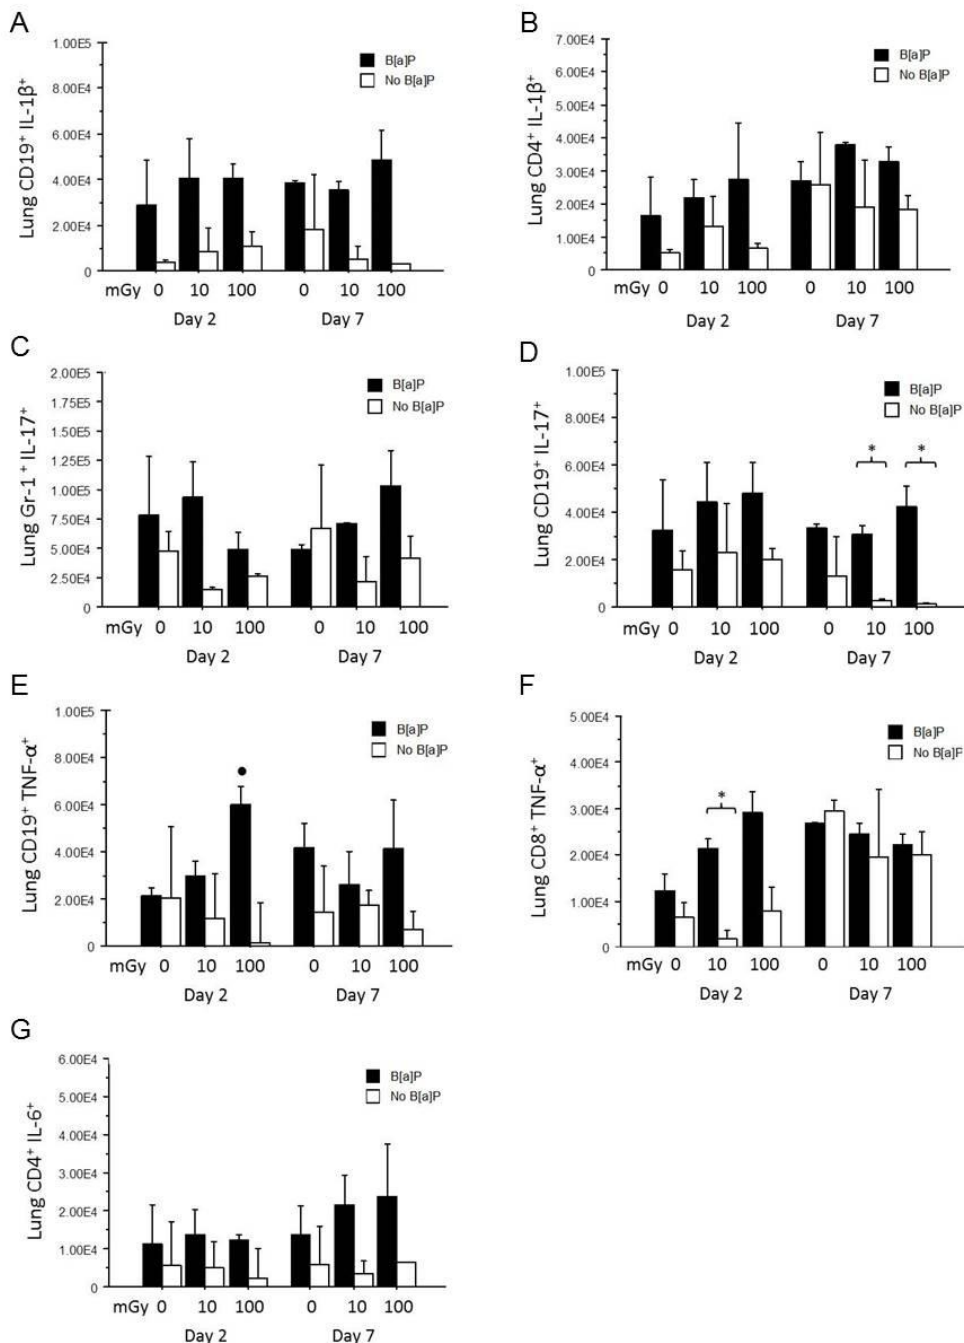 A
Lung CD19⁺ IL-1β⁺
1.00E5
8.00E4
6.00E4
4.00E4
2.00E4
0
B[a]P
No B[a]P
mGy 0 10 100 0 10 100
Day 2 Day 7
B
Lung CD4⁺ IL-1β⁺
7.00E4
6.00E4
5.00E4
4.00E4
3.00E4
2.00E4
1.00E4
0
B[a]P
No B[a]P
mGy 0 10 100 0 10 100
Day 2 Day 7
C
Lung Gr-1⁺ IL-17⁺
2.00E5
1.75E5
1.50E5
1.25E5
1.00E5
7.50E4
5.00E4
2.50E4
0
B[a]P
No B[a]P
mGy 0 10 100 0 10 100
Day 2 Day 7
D
Lung CD19⁺ IL-17⁺
1.00E5
8.00E4
6.00E4
4.00E4
2.00E4
0
B[a]P
No B[a]P
* *
mGy 0 10 100 0 10 100
Day 2 Day 7
E
Lung CD19⁺ TNF-α⁺
1.00E5
8.00E4
6.00E4
4.00E4
2.00E4
0
B[a]P
No B[a]P
●
mGy 0 10 100 0 10 100
Day 2 Day 7
F
Lung CD8⁺ TNF-α⁺
5.00E4
4.00E4
3.00E4
2.00E4
1.00E4
0
B[a]P
No B[a]P
*
mGy 0 10 100 0 10 100
Day 2 Day 7
G
Lung CD4⁺ IL-6⁺
6.00E4
5.00E4
4.00E4
3.00E4
2.00E4
1.00E4
0
B[a]P
No B[a]P
mGy 0 10 100 0 10 100
Day 2 Day 7